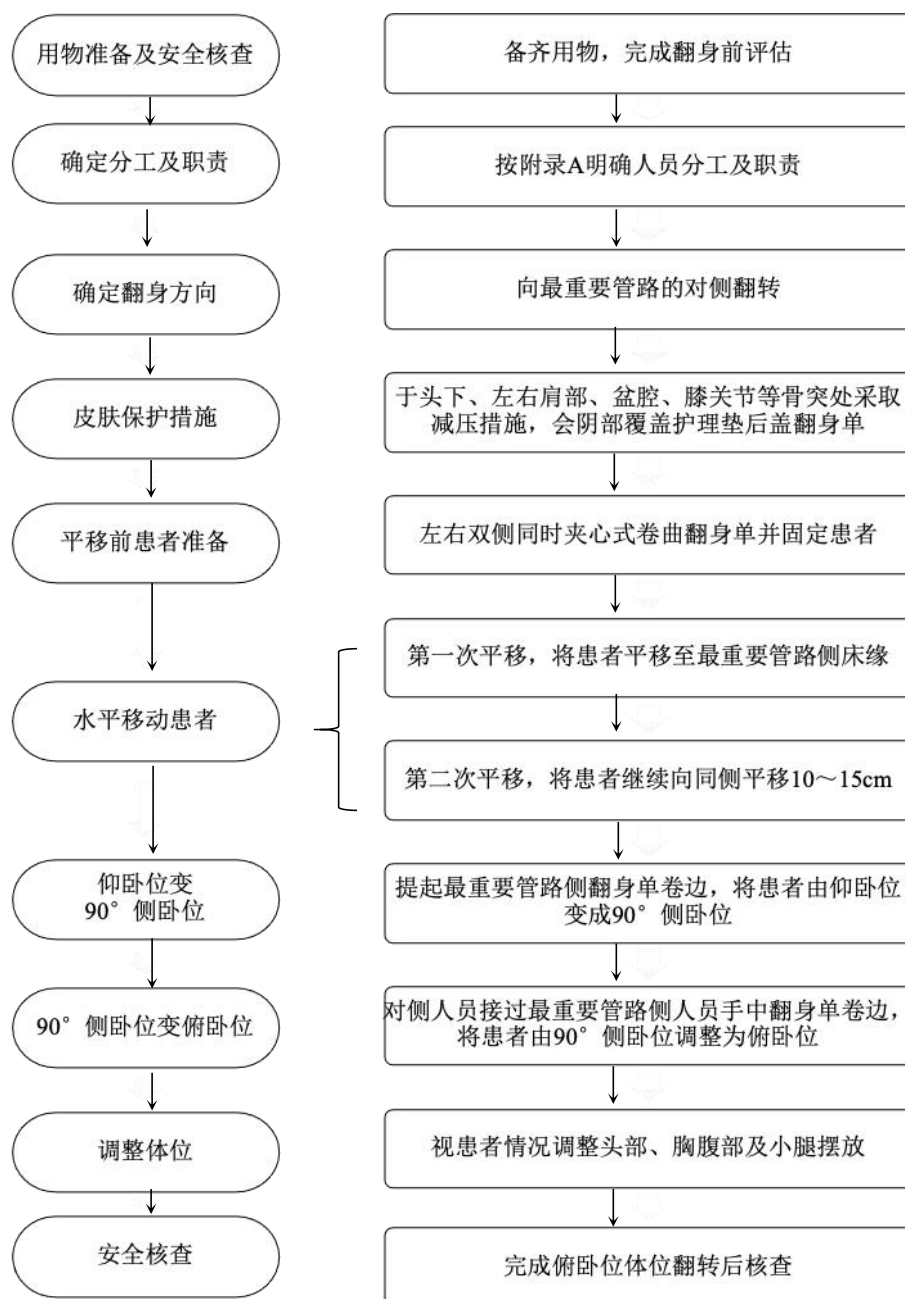 用物准备及安全核查
备齐用物，完成翻身前评估
确定分工及职责
按附录A明确人员分工及职责
确定翻身方向
向最重要管路的对侧翻转
皮肤保护措施
于头下、左右肩部、盆腔、膝关节等骨突处采取
减压措施，会阴部覆盖护理垫后盖翻身单
平移前患者准备
左右双侧同时夹心式卷曲翻身单并固定患者
水平移动患者
第一次平移，将患者平移至最重要管路侧床缘
第二次平移，将患者继续向同侧平移10～15cm
仰卧位变
90°侧卧位
提起最重要管路侧翻身单卷边，将患者由仰卧位
变成90°侧卧位
90°侧卧位变俯卧位
对侧人员接过最重要管路侧人员手中翻身单卷边，
将患者由90°侧卧位调整为俯卧位
调整体位
视患者情况调整头部、胸腹部及小腿摆放
安全核查
完成俯卧位体位翻转后核查